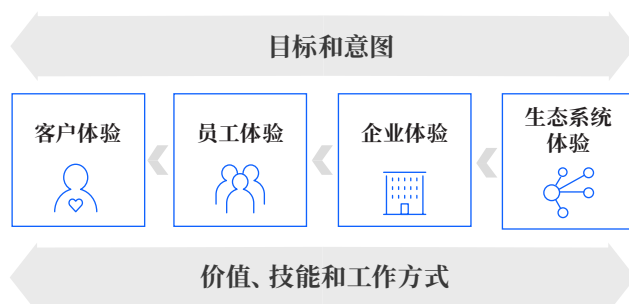 目标和意图
客户体验
员工体验
企业体验
生态系统
体验
价值、技能和工作方式